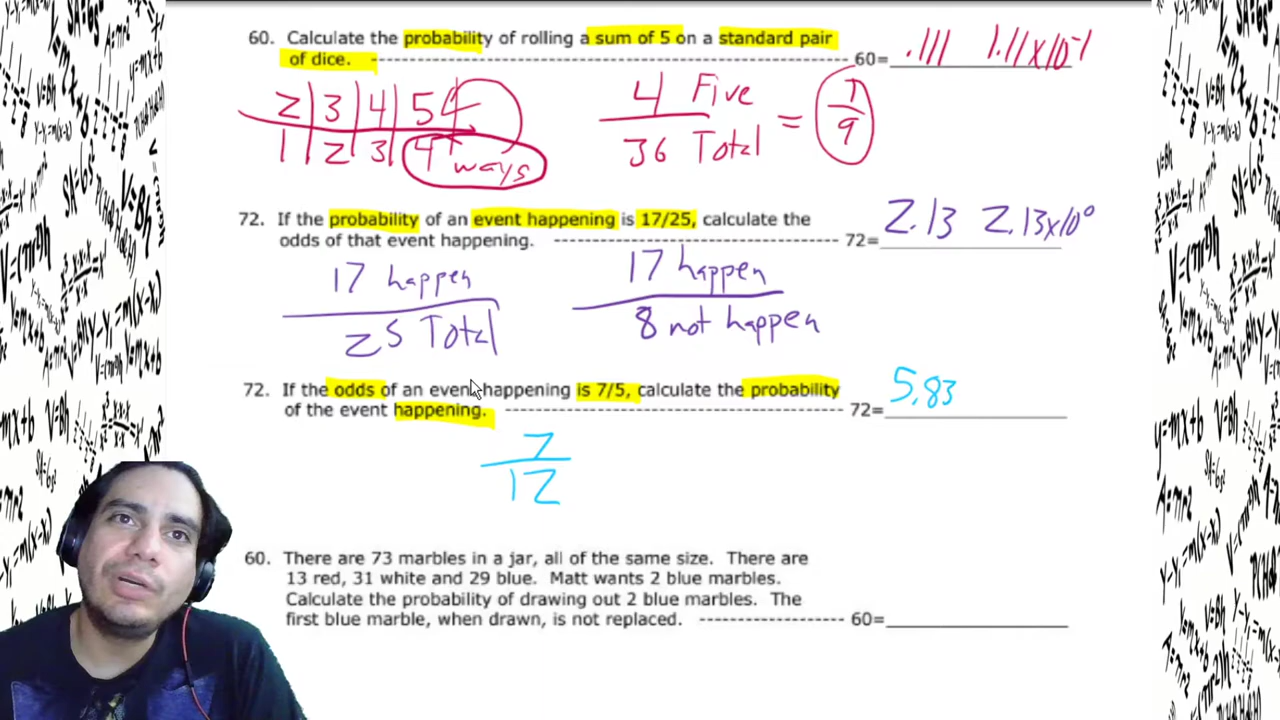 60. Calculate the probability of rolling a sum of 5 on a standard pair
of dice. ---------------------------------------------------------- 60= .111 1.11x10⁻¹
2 3 4 5
1 2 3 4 ways
4 Five
36 Total
=
1
9
72. If the probability of an event happening is 17/25, calculate the
odds of that event happening. ----------------------------------- 72= 2.13 2.13x10⁰
17 happen
25 Total
17 happen
8 not happen
72. If the odds of an even happening is 7/5, calculate the probability
of the event happening. ----------------------------------------- 72= 5.83
7
12
60. There are 73 marbles in a jar, all of the same size. There are
13 red, 31 white and 29 blue. Matt wants 2 blue marbles.
Calculate the probability of drawing out 2 blue marbles. The
first blue marble, when drawn, is not replaced. ------------------ 60=